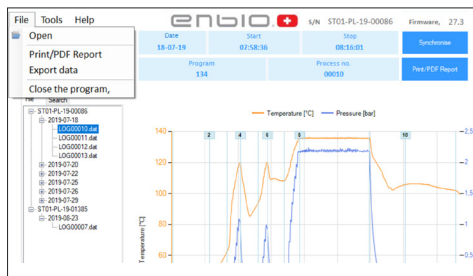 File Tools Help
enbio
S/N ST01-PL-19-00086 Firmware, 27.3
Open
Print/PDF Report
Export data
Close the program,
Date Start Stop
18-07-19 07:58:36 08:16:01
Synchronise
Program Process no.
134 00010
Print/PDF Report
File Search
ST01-PL-19-00086
2019-07-18
LOG00010.dat
LOG00011.dat
LOG00012.dat
LOG00013.dat
2019-07-20
2019-07-22
2019-07-25
2019-07-26
2019-07-29
ST01-PL-19-01385
2019-08-23
LOG00007.dat
Temperature [°C] Pressure [bar]
2 4 6 8 10
140
120
100
80
60
Temperature [°C]
2.5
2
1.5
1
0.5